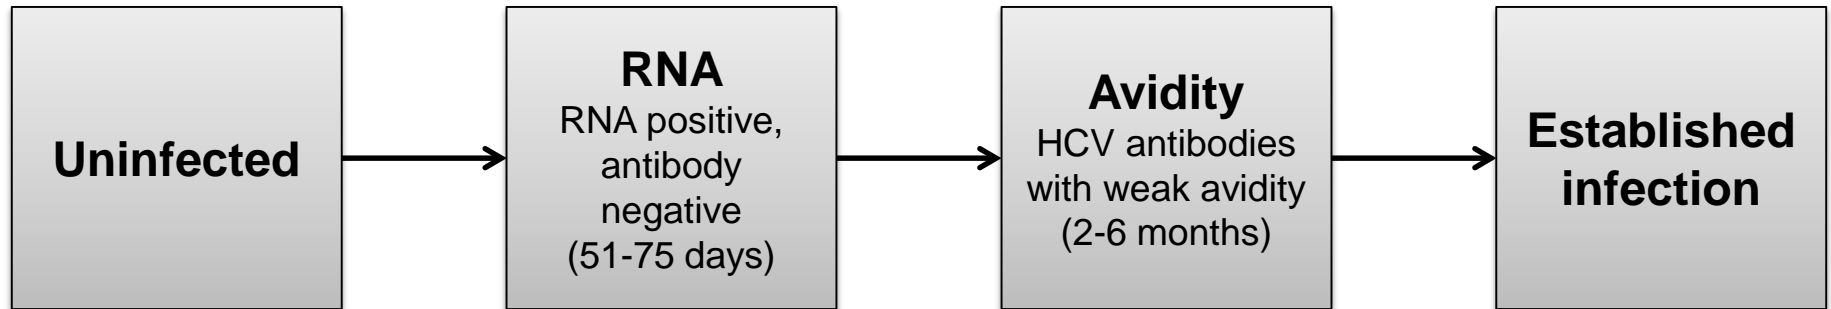 Uninfected
RNA
RNA positive,
antibody
negative
(51-75 days)
Avidity
HCV antibodies
with weak avidity
(2-6 months)
Established
infection